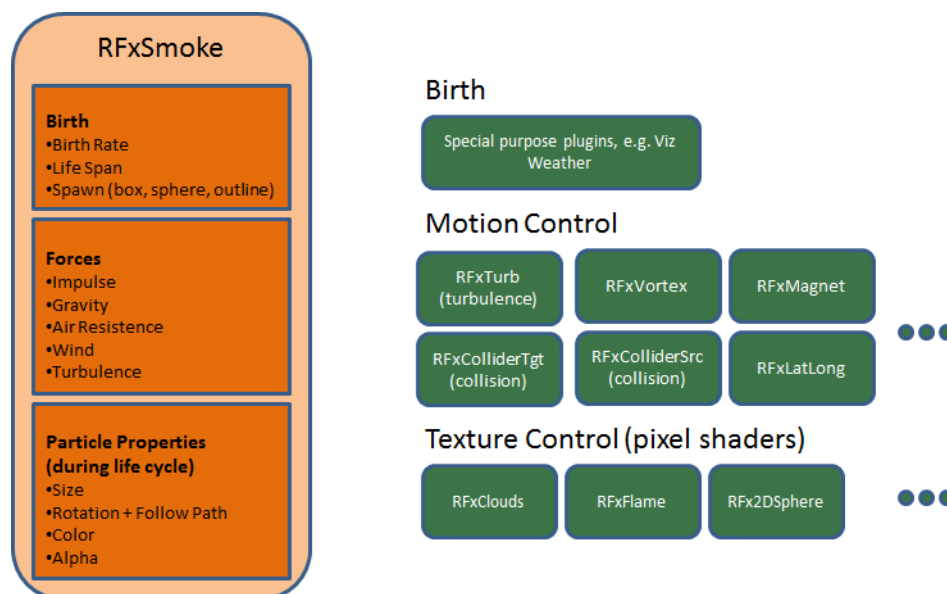 RFxSmoke
Birth
•Birth Rate
•Life Span
•Spawn (box, sphere, outline)
Forces
•Impulse
•Gravity
•Air Resistence
•Wind
•Turbulence
Particle Properties
(during life cycle)
•Size
•Rotation + Follow Path
•Color
•Alpha
Birth
Special purpose plugins, e.g. Viz
Weather
Motion Control
RFxTurb
(turbulence)
RFxVortex
RFxMagnet
RFxColliderTgt
(collision)
RFxColliderSrc
(collision)
RFxLatLong
Texture Control (pixel shaders)
RFxClouds
RFxFlame
RFx2DSphere